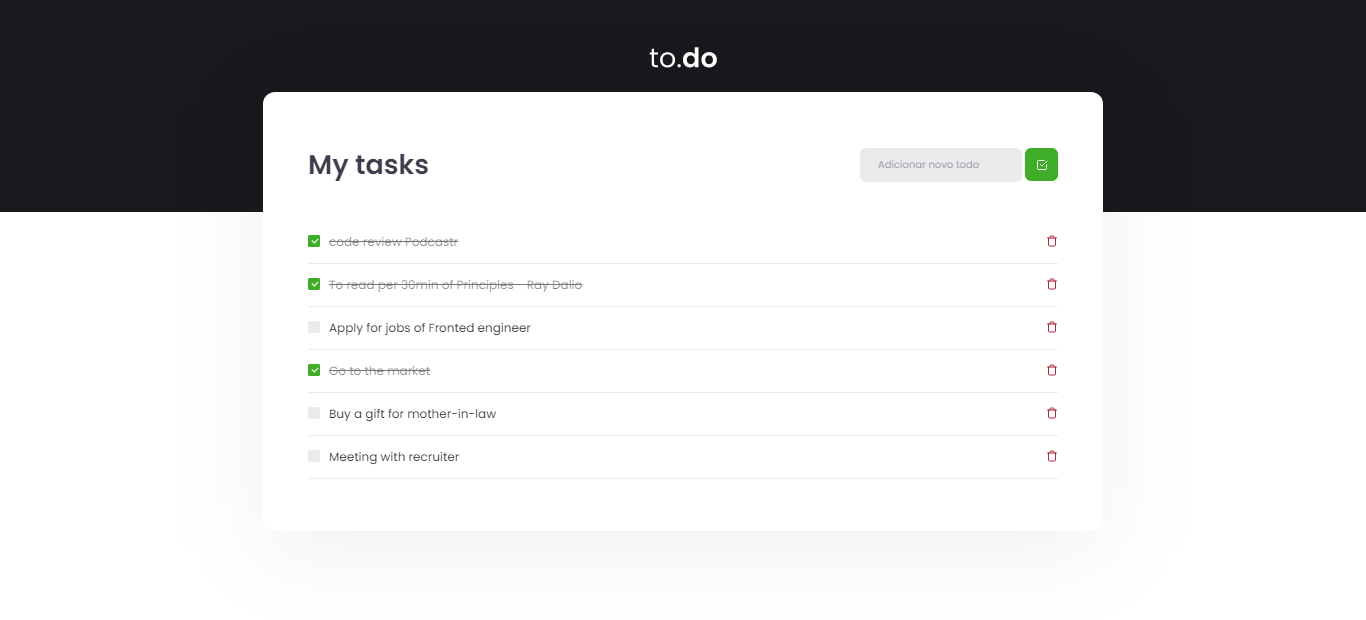 to.do
My tasks
Adicionar novo todo
code review Podcastr
To read per 30min of Principles - Ray Dalio
Apply for jobs of Fronted engineer
Go to the market
Buy a gift for mother-in-law
Meeting with recruiter